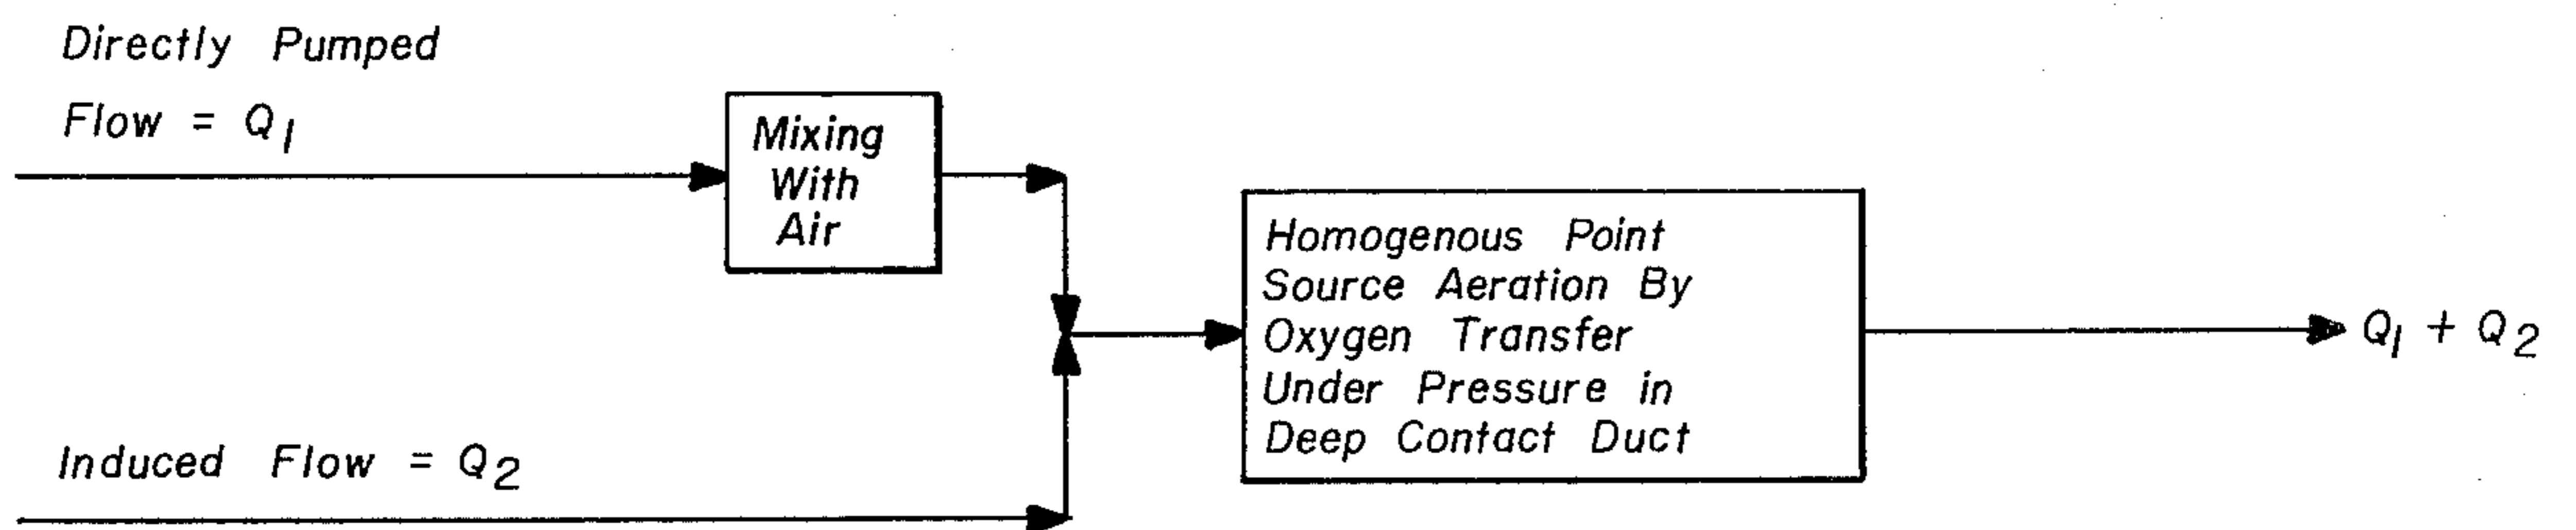 Directly Pumped
Flow = Q1
Mixing
With
Air
Homogenous Point
Source Aeration By
Oxygen Transfer
Under Pressure in
Deep Contact Duct
Q1 + Q2
Induced Flow = Q2